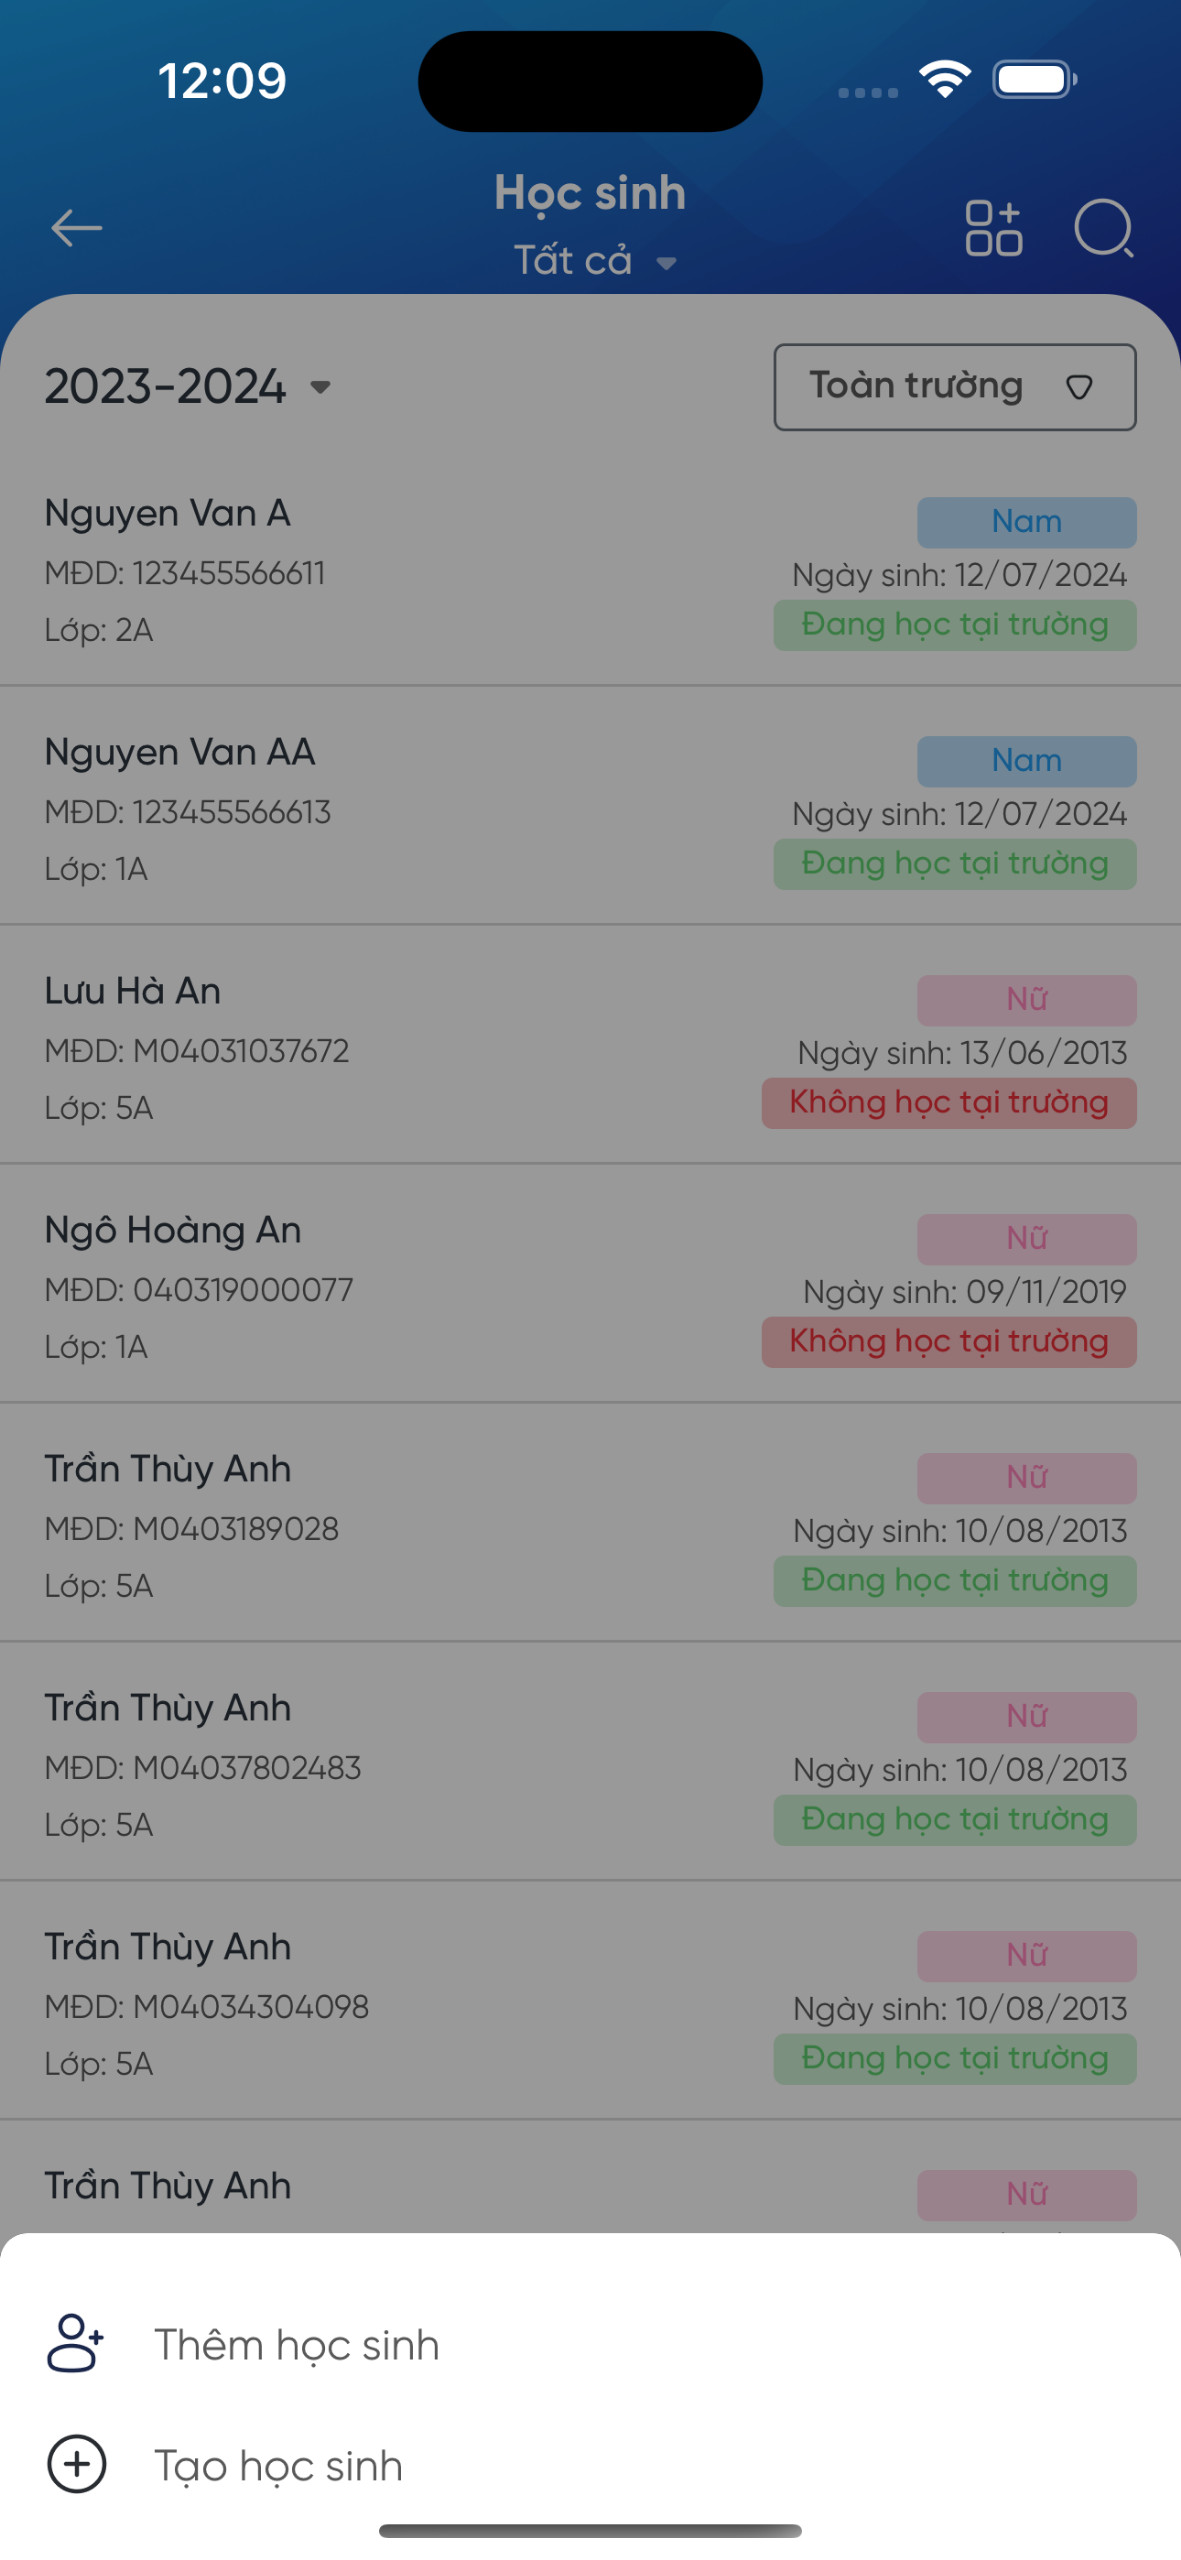 12:09
Học sinh
Tất cả
2023-2024
Toàn trường
Nguyen Van A
Nam
MĐD: 123455566611
Ngày sinh: 12/07/2024
Lớp: 2A
Đang học tại trường
Nguyen Van AA
Nam
MĐD: 123455566613
Ngày sinh: 12/07/2024
Lớp: 1A
Đang học tại trường
Lưu Hà An
Nữ
MĐD: M04031037672
Ngày sinh: 13/06/2013
Lớp: 5A
Không học tại trường
Ngô Hoàng An
Nữ
MĐD: 040319000077
Ngày sinh: 09/11/2019
Lớp: 1A
Không học tại trường
Trần Thùy Anh
Nữ
MĐD: M0403189028
Ngày sinh: 10/08/2013
Lớp: 5A
Đang học tại trường
Trần Thùy Anh
Nữ
MĐD: M04037802483
Ngày sinh: 10/08/2013
Lớp: 5A
Đang học tại trường
Trần Thùy Anh
Nữ
MĐD: M04034304098
Ngày sinh: 10/08/2013
Lớp: 5A
Đang học tại trường
Trần Thùy Anh
Nữ
Thêm học sinh
Tạo học sinh